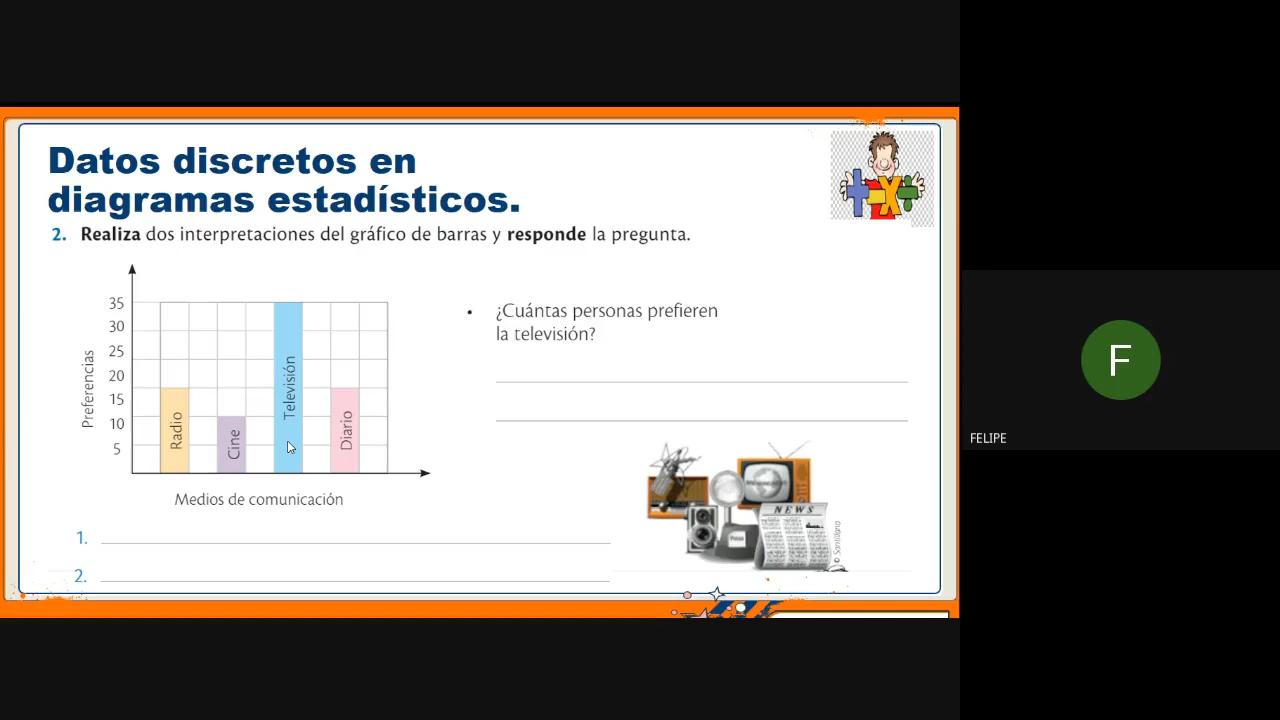 Datos discretos en
diagramas estadísticos.
2. Realiza dos interpretaciones del gráfico de barras y responde la pregunta.
35
30
25
20
15
10
5
Preferencias
Radio
Cine
Televisión
Diario
Medios de comunicación
• ¿Cuántas personas prefieren
la televisión?
NEWS
© Santillana
1.
2.
F
FELIPE